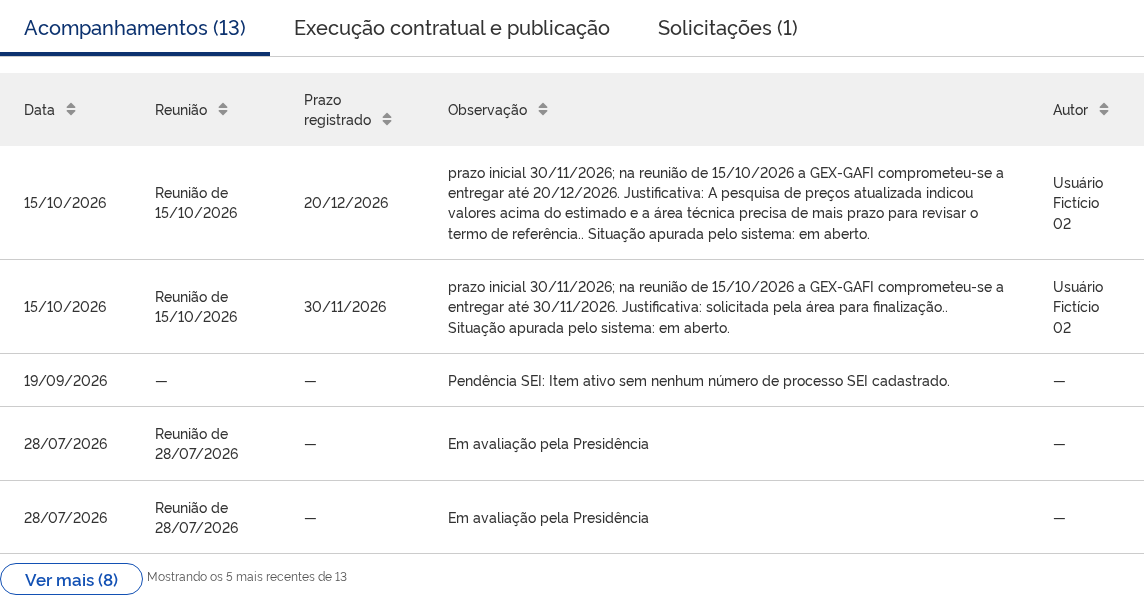 Acompanhamentos (13) Execução contratual e publicação Solicitações (1)
Data Reunião Prazo registrado Observação Autor
15/10/2026 Reunião de 15/10/2026 20/12/2026 prazo inicial 30/11/2026; na reunião de 15/10/2026 a GEX-GAFI comprometeu-se a
entregar até 20/12/2026. Justificativa: A pesquisa de preços atualizada indicou
valores acima do estimado e a área técnica precisa de mais prazo para revisar o
termo de referência.. Situação apurada pelo sistema: em aberto. Usuário Fictício 02
15/10/2026 Reunião de 15/10/2026 30/11/2026 prazo inicial 30/11/2026; na reunião de 15/10/2026 a GEX-GAFI comprometeu-se a
entregar até 30/11/2026. Justificativa: solicitada pela área para finalização..
Situação apurada pelo sistema: em aberto. Usuário Fictício 02
19/09/2026 — — Pendência SEI: Item ativo sem nenhum número de processo SEI cadastrado. —
28/07/2026 Reunião de 28/07/2026 — Em avaliação pela Presidência —
28/07/2026 Reunião de 28/07/2026 — Em avaliação pela Presidência —
Ver mais (8) Mostrando os 5 mais recentes de 13